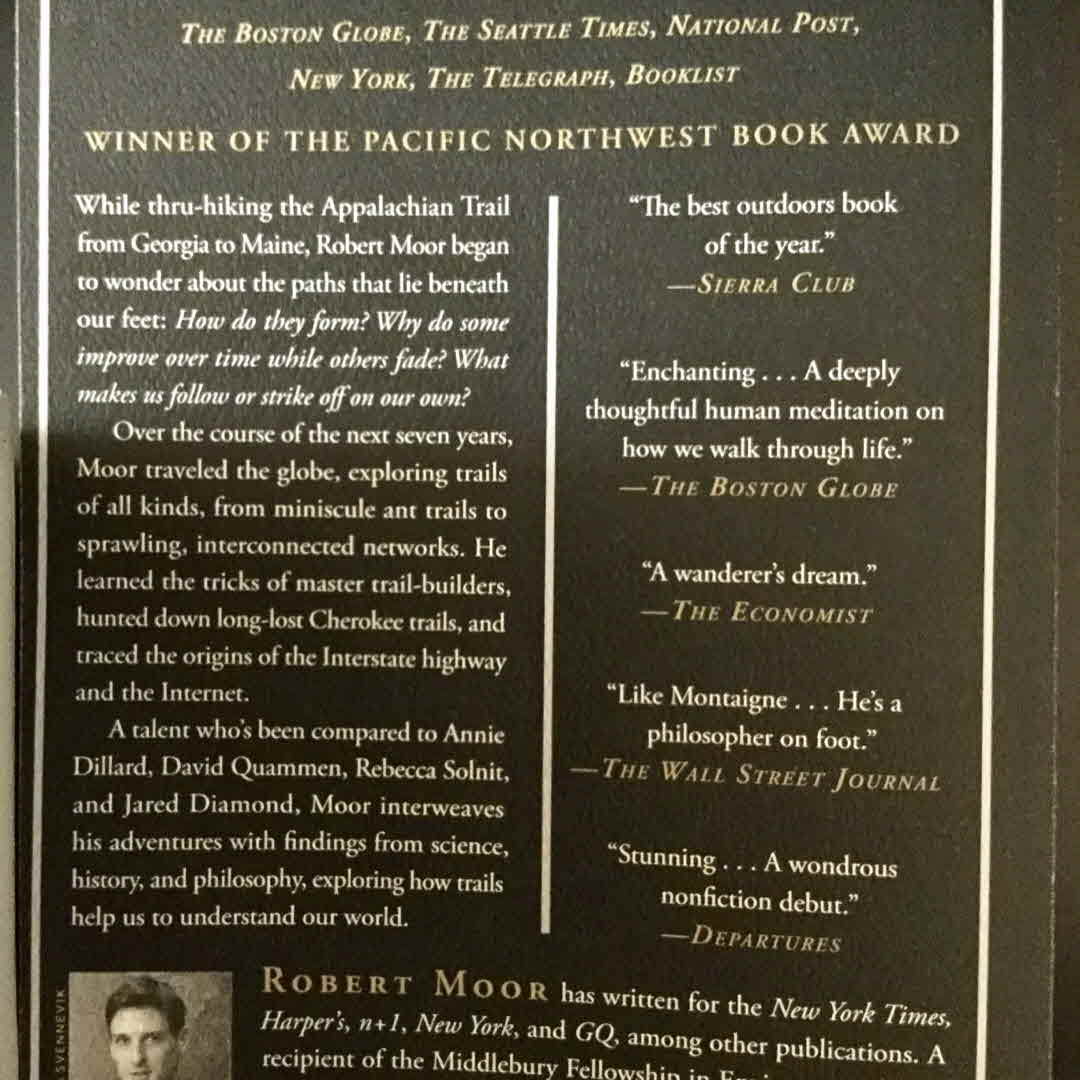 THE BOSTON GLOBE, THE SEATTLE TIMES, NATIONAL POST,
NEW YORK, THE TELEGRAPH, BOOKLIST
WINNER OF THE PACIFIC NORTHWEST BOOK AWARD
While thru-hiking the Appalachian Trail
from Georgia to Maine, Robert Moor began
to wonder about the paths that lie beneath
our feet: How do they form? Why do some
improve over time while others fade? What
makes us follow or strike off on our own?
Over the course of the next seven years,
Moor traveled the globe, exploring trails
of all kinds, from miniscule ant trails to
sprawling, interconnected networks. He
learned the tricks of master trail-builders,
hunted down long-lost Cherokee trails, and
traced the origins of the Interstate highway
and the Internet.
A talent who's been compared to Annie
Dillard, David Quammen, Rebecca Solnit,
and Jared Diamond, Moor interweaves
his adventures with findings from science,
history, and philosophy, exploring how trails
help us to understand our world.
“The best outdoors book
of the year.”
—SIERRA CLUB
“Enchanting . . . A deeply
thoughtful human meditation on
how we walk through life.”
—THE BOSTON GLOBE
“A wanderer's dream.”
—THE ECONOMIST
“Like Montaigne . . . He's a
philosopher on foot.”
—THE WALL STREET JOURNAL
“Stunning . . . A wondrous
nonfiction debut.”
—DEPARTURES
ROBERT MOOR has written for the New York Times,
Harper's, n+1, New York, and GQ, among other publications. A
recipient of the Middlebury Fellowship in
SVENNEVIK